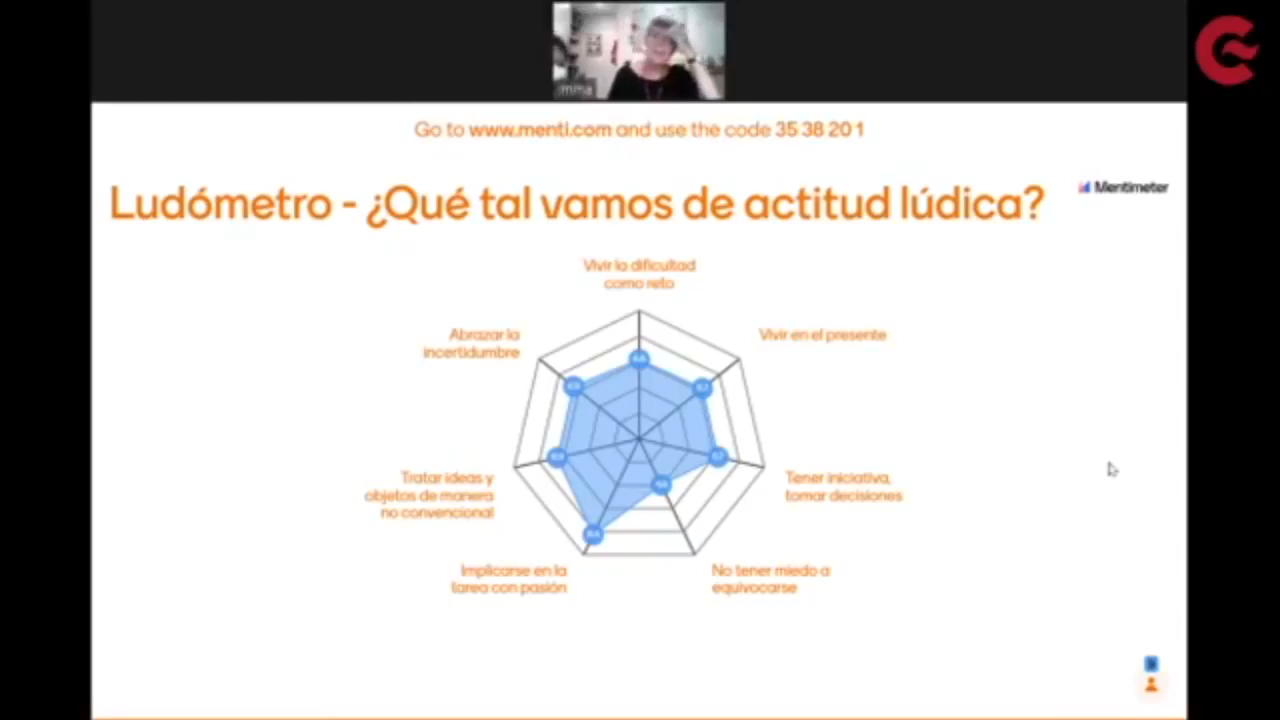 Go to www.menti.com and use the code 35 38 20 1
Ludómetro - ¿Qué tal vamos de actitud lúdica?
Mentimeter
Vivir la dificultad
como reto
Abrazar la
incertidumbre
Vivir en el presente
Tratar ideas y
objetos de manera
no convencional
Tener iniciativa,
tomar decisiones
Implicarse en la
tarea con pasión
No tener miedo a
equivocarse